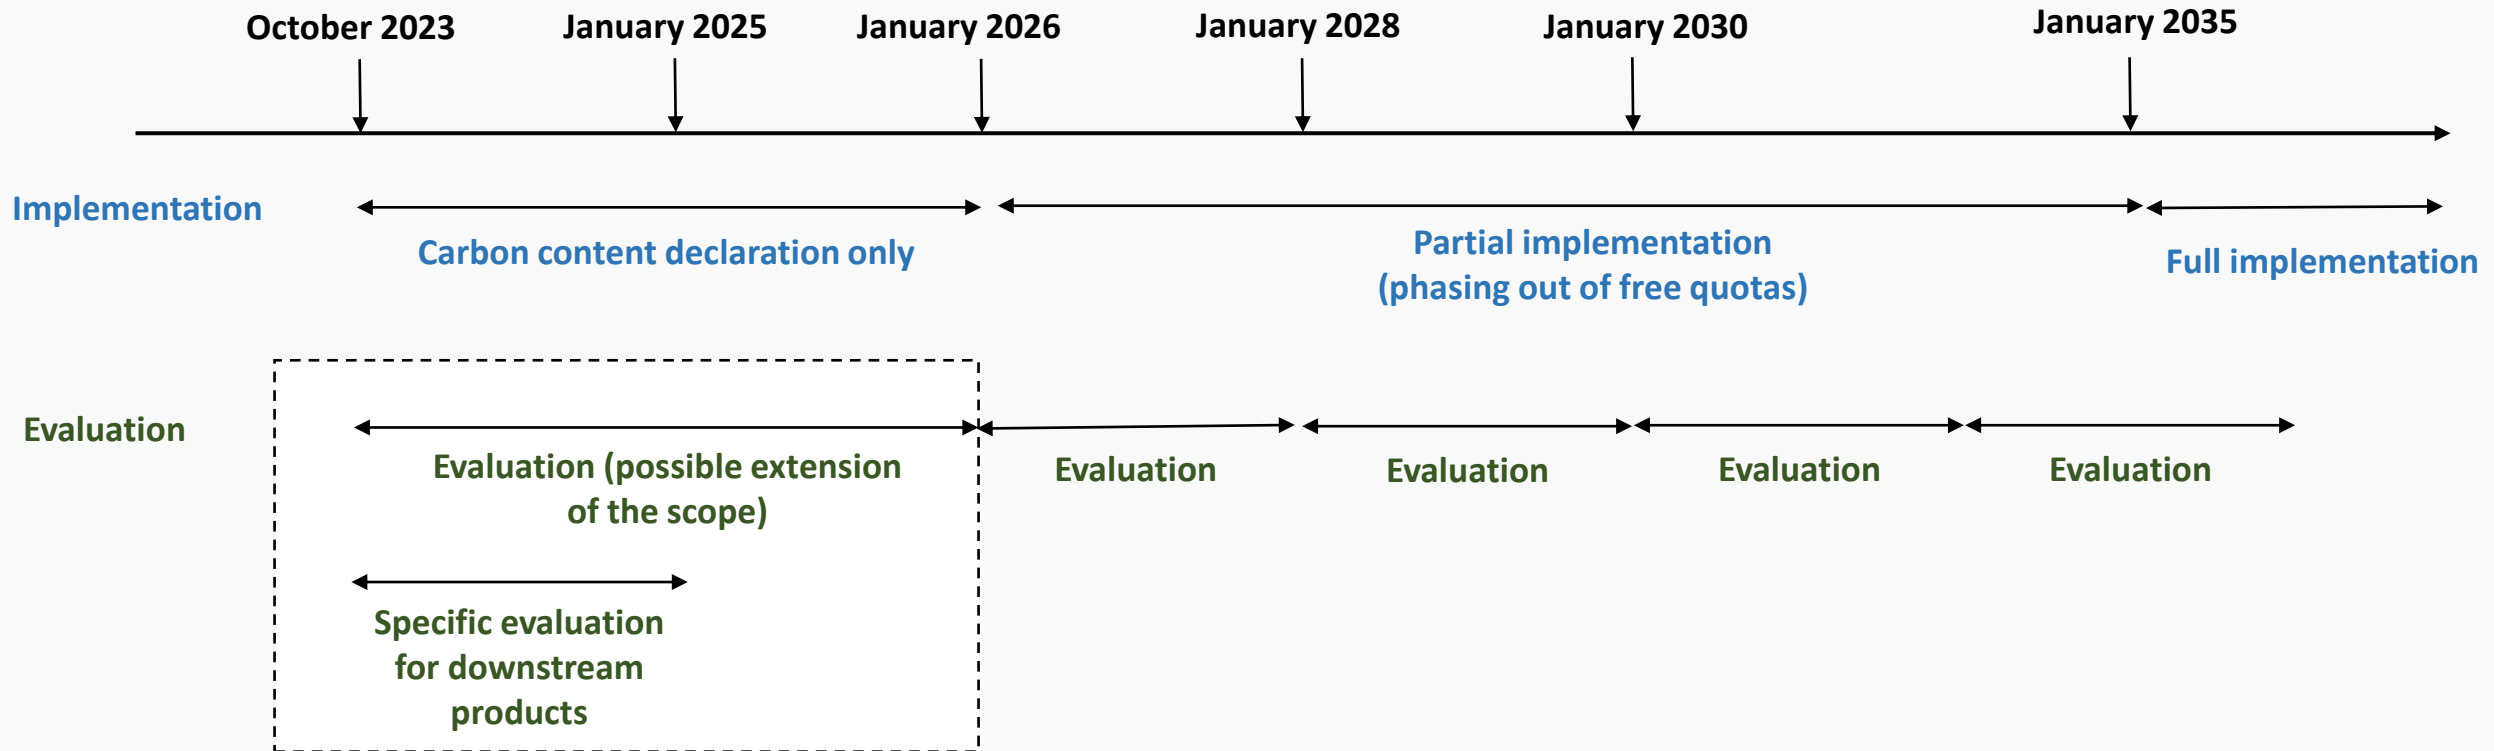 October 2023
January 2025
January 2026
January 2028
January 2030
January 2035
Implementation
Carbon content declaration only
Partial implementation
(phasing out of free quotas)
Full implementation
Evaluation
Evaluation (possible extension
of the scope)
Evaluation
Evaluation
Evaluation
Evaluation
Specific evaluation
for downstream
products